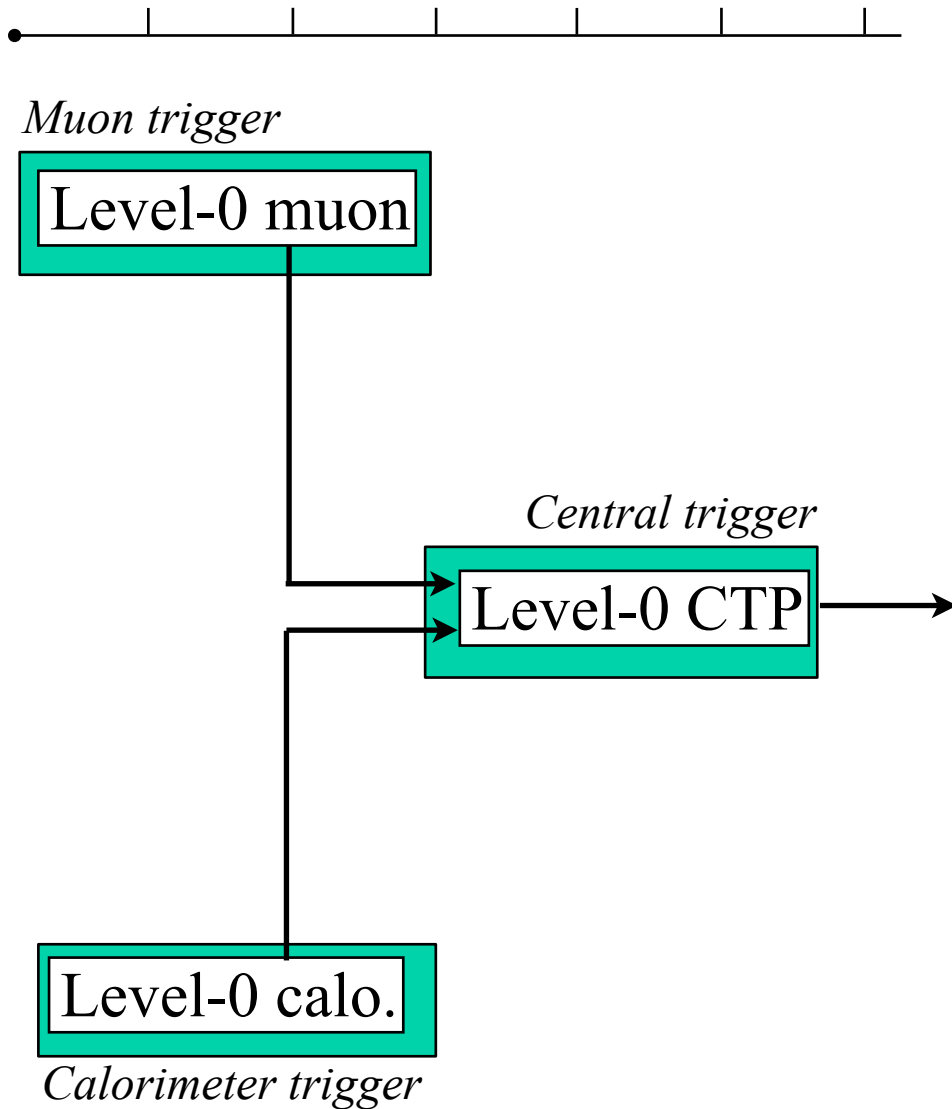 Muon trigger
Level-0 muon
Central trigger
Level-0 CTP
Level-0 calo.
Calorimeter trigger